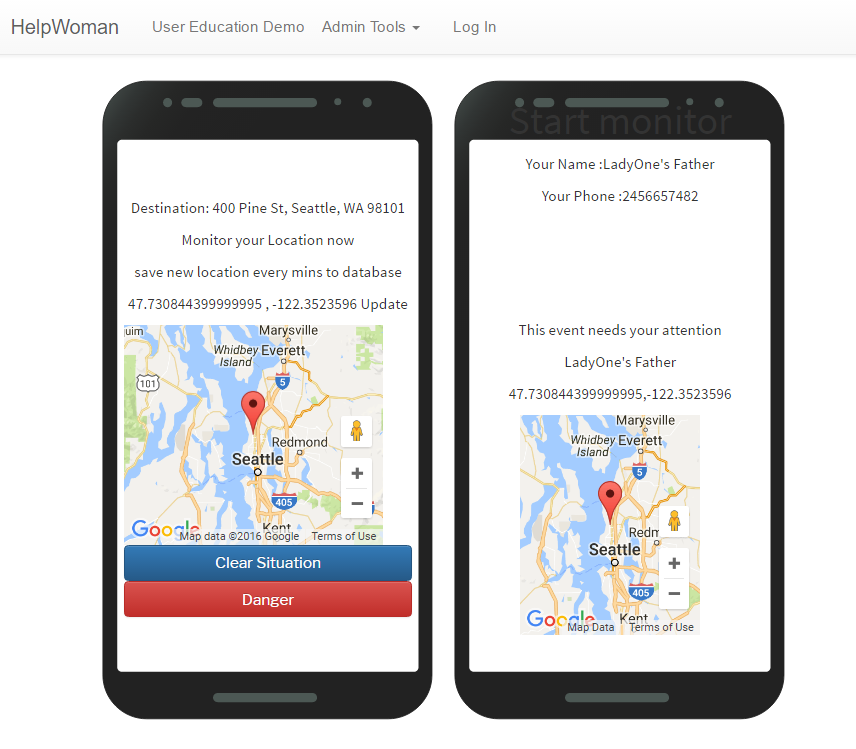 HelpWoman User Education Demo Admin Tools Log In
Destination: 400 Pine St, Seattle, WA 98101
Monitor your Location now
save new location every mins to database
47.730844399999995 , -122.3523596 Update
uim
Marysville
Whidbey
Island
Everett
101
5
Redmond
Seattle
405
Kent
Google
Map data ©2016 Google Terms of Use
Clear Situation
Danger
Start monitor
Your Name :LadyOne's Father
Your Phone :2456657482
This event needs your attention
LadyOne's Father
47.730844399999995,-122.3523596
Marysville
Whidbey
Island
Everett
5
Redm
Seattle
405
Kent
Google
Map Data Terms of Use